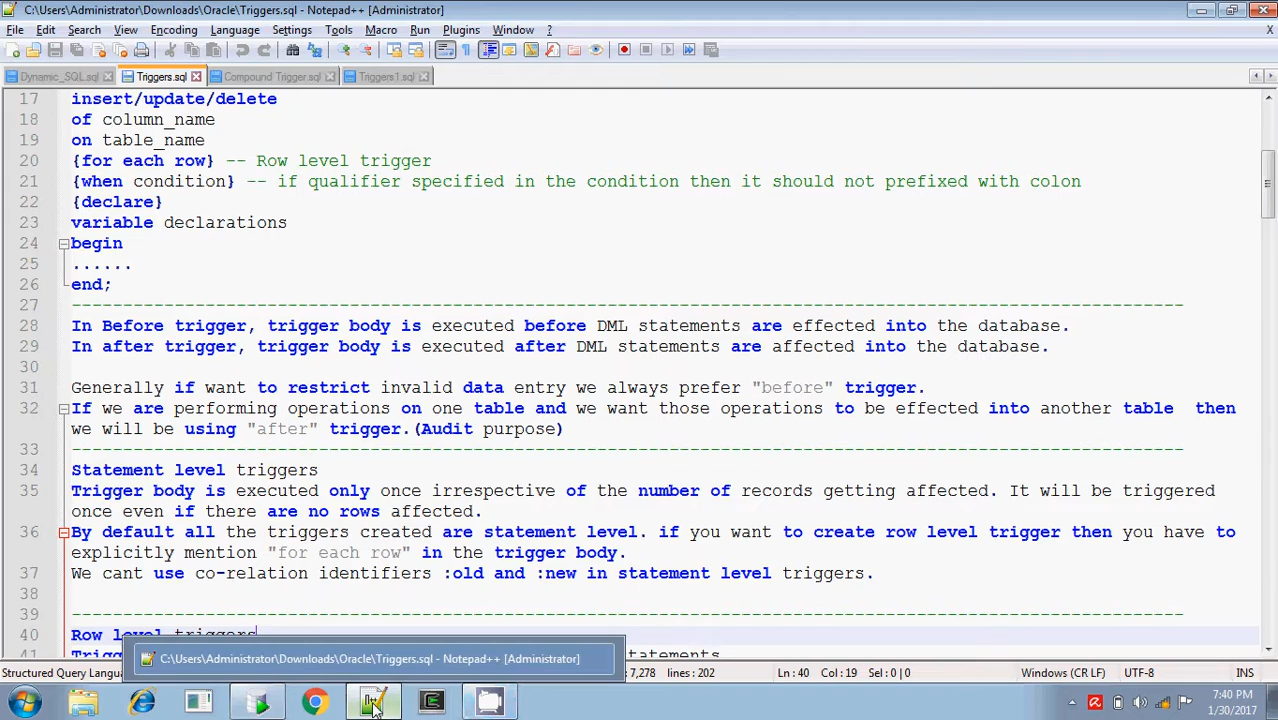 C:\Users\Administrator\Downloads\Oracle\Triggers.sql - Notepad++ [Administrator]
File Edit Search View Encoding Language Settings Tools Macro Run Plugins Window ? X
Dynamic_SQL.sql Triggers.sql Compound Trigger.sql Triggers1.sql
17 insert/update/delete
18 of column_name
19 on table_name
20 {for each row} -- Row level trigger
21 {when condition} -- if qualifier specified in the condition then it should not prefixed with colon
22 {declare}
23 variable declarations
24 begin
25 ......
26 end;
27 ------------------------------------------------------------------------------------------------------------
28 In Before trigger, trigger body is executed before DML statements are effected into the database.
29 In after trigger, trigger body is executed after DML statements are affected into the database.
30
31 Generally if want to restrict invalid data entry we always prefer "before" trigger.
32 If we are performing operations on one table and we want those operations to be effected into another table  then
we will be using "after" trigger.(Audit purpose)
33 ------------------------------------------------------------------------------------------------------------
34 Statement level triggers
35 Trigger body is executed only once irrespective of the number of records getting affected. It will be triggered
once even if there are no rows affected.
36 By default all the triggers created are statement level. if you want to create row level trigger then you have to
explicitly mention "for each row" in the trigger body.
37 We cant use co-relation identifiers :old and :new in statement level triggers.
38
39 ------------------------------------------------------------------------------------------------------------
40 Row level triggers
41
C:\Users\Administrator\Downloads\Oracle\Triggers.sql - Notepad++ [Administrator]
Structured Query Langu 7,278 lines : 202 Ln : 40 Col : 19 Sel : 0 | 0 Windows (CR LF) UTF-8 INS
7:40 PM
1/30/2017